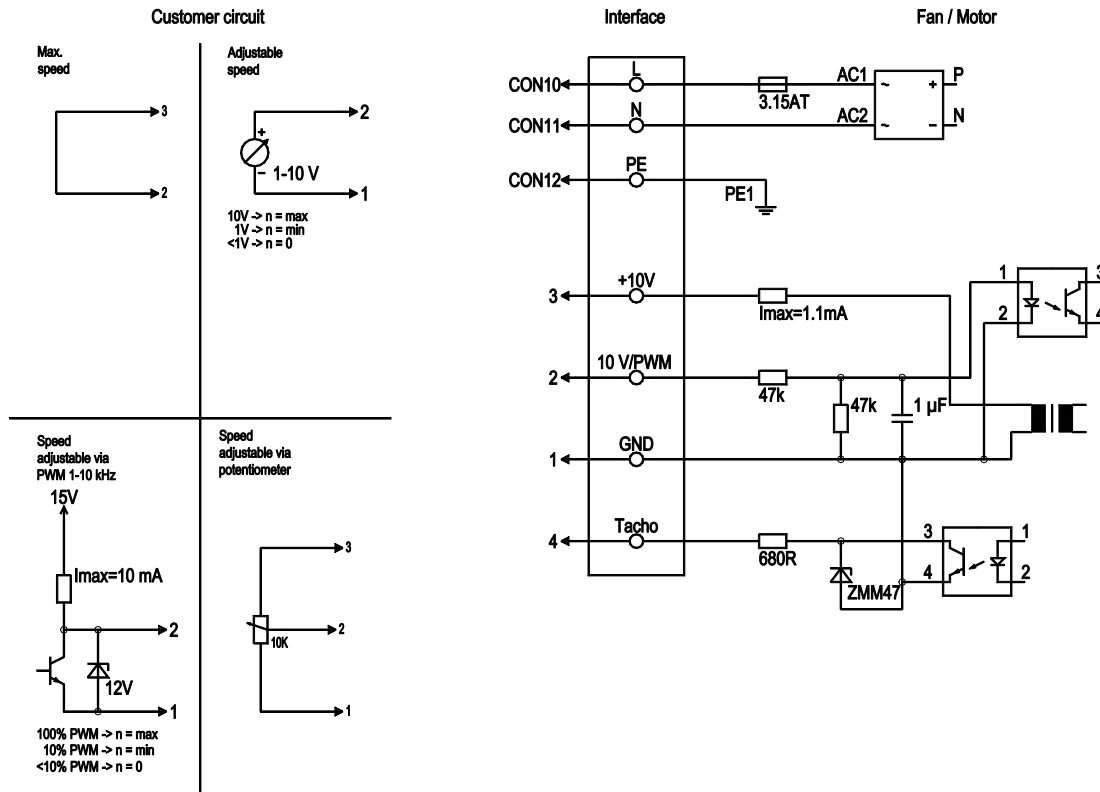 Customer circuit
Interface
Fan / Motor
Max.
speed
3
2
Adjustable
speed
2
+
− 1-10 V
1
10V -> n = max
1V -> n = min
<1V -> n = 0
Speed
adjustable via
PWM 1-10 kHz
15V
Imax=10 mA
2
12V
1
100% PWM -> n = max
10% PWM -> n = min
<10% PWM -> n = 0
Speed
adjustable via
potentiometer
3
2
10K
1
CON10 L 3.15AT AC1 ~ + P
CON11 N AC2 ~ − N
CON12 PE PE1
3 +10V Imax=1.1mA
1 3
2 4
2 10 V/PWM 47k 47k 1 µF
1 GND
4 Tacho 680R ZMM47
3 1
4 2